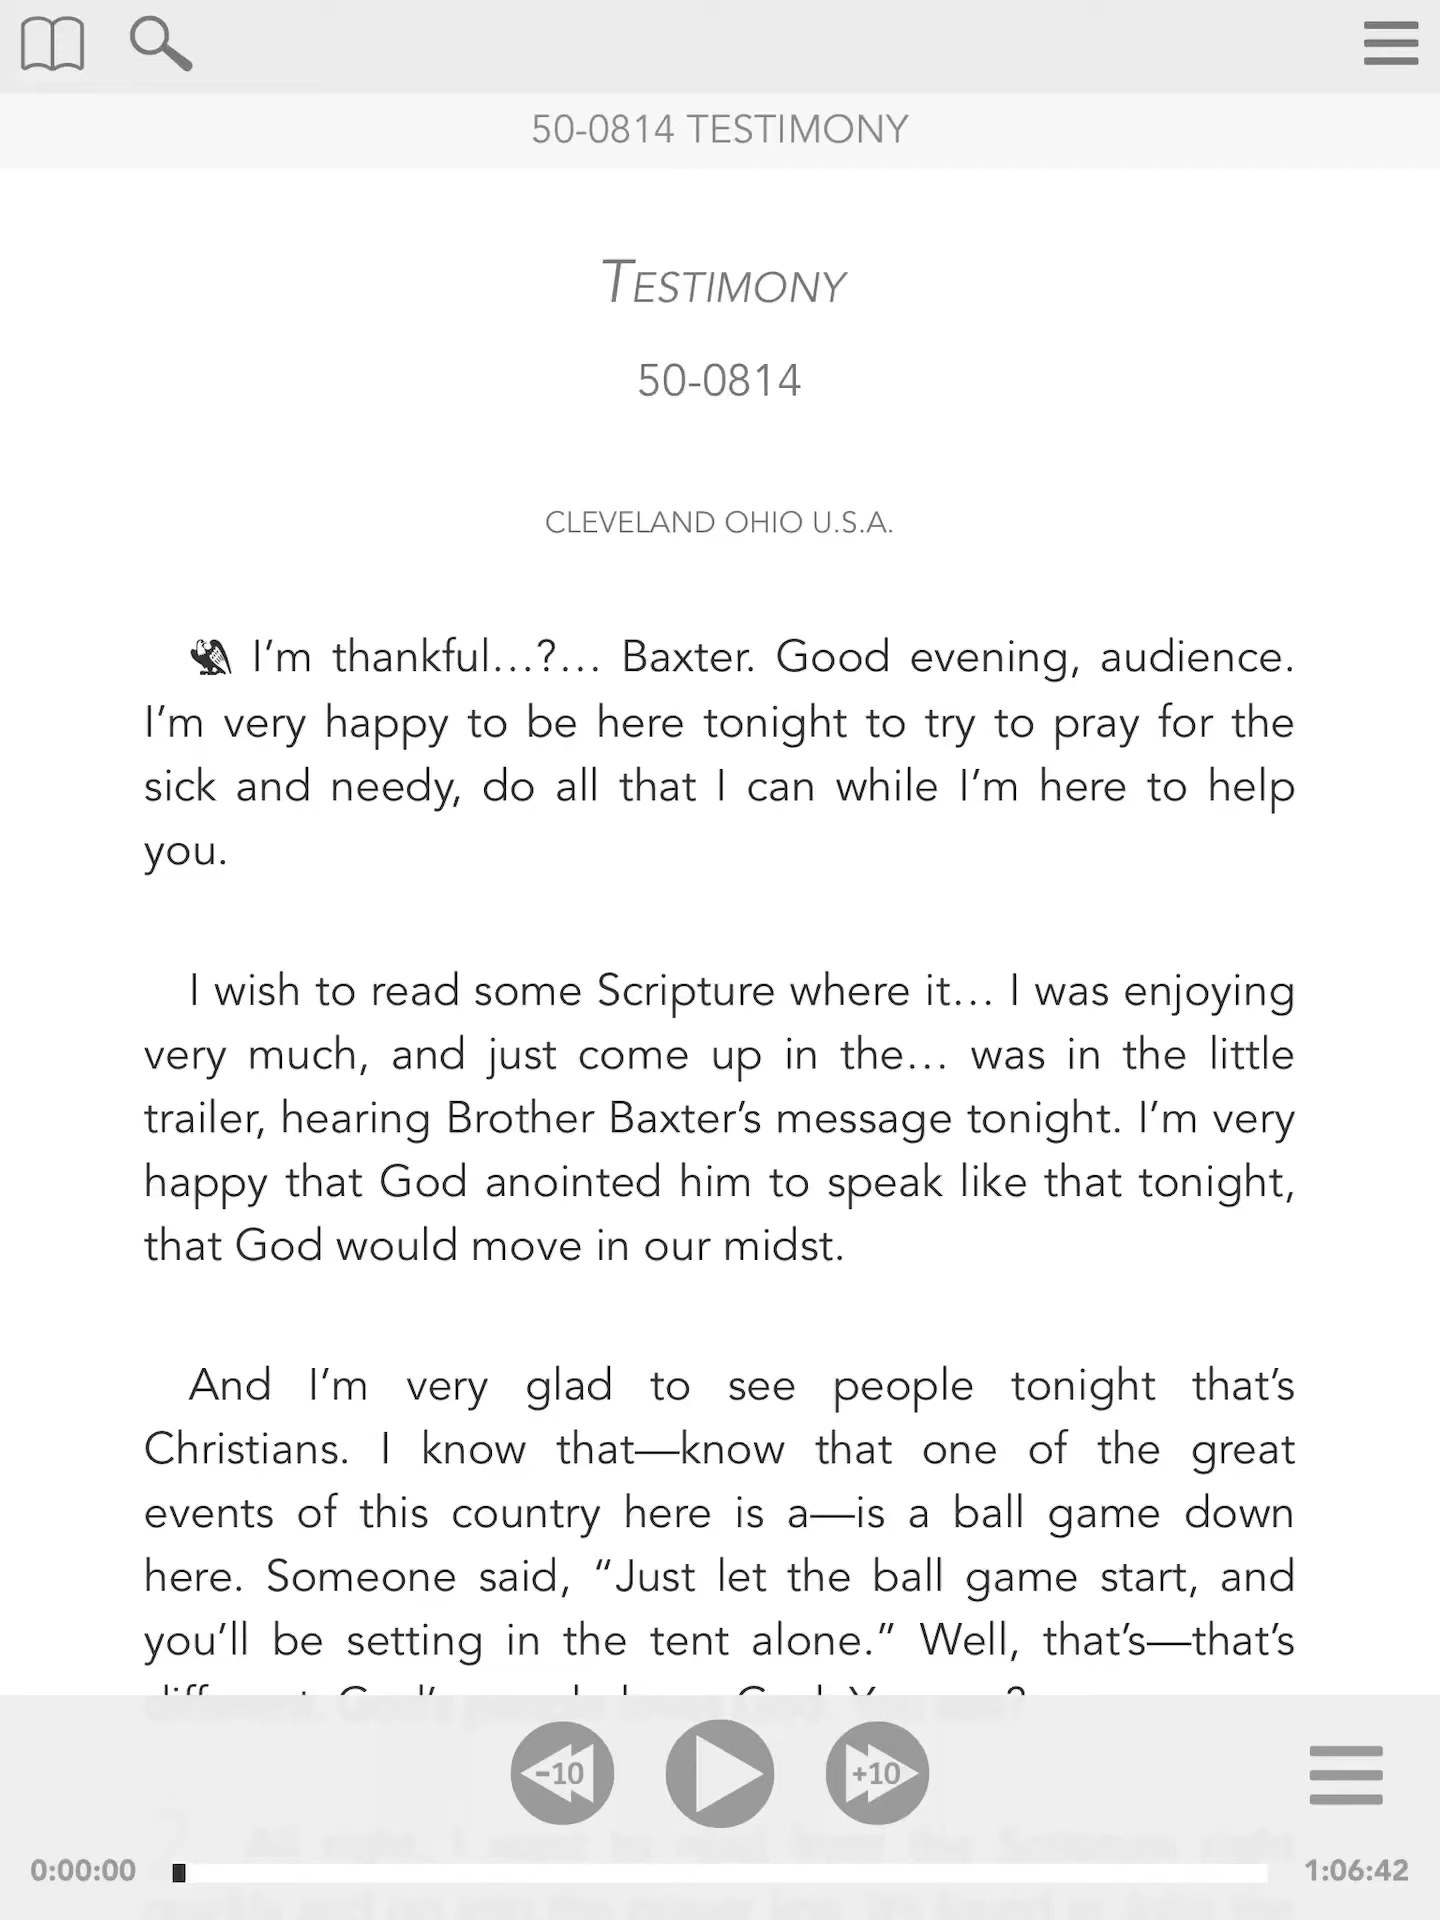 50-0814 TESTIMONY
TESTIMONY
50-0814
CLEVELAND OHIO U.S.A.
I’m thankful…?… Baxter. Good evening, audience.
I’m very happy to be here tonight to try to pray for the
sick and needy, do all that I can while I’m here to help
you.
I wish to read some Scripture where it… I was enjoying
very much, and just come up in the… was in the little
trailer, hearing Brother Baxter’s message tonight. I’m very
happy that God anointed him to speak like that tonight,
that God would move in our midst.
And I’m very glad to see people tonight that’s
Christians. I know that—know that one of the great
events of this country here is a—is a ball game down
here. Someone said, “Just let the ball game start, and
you’ll be setting in the tent alone.” Well, that’s—that’s
-10 +10
0:00:00 1:06:42